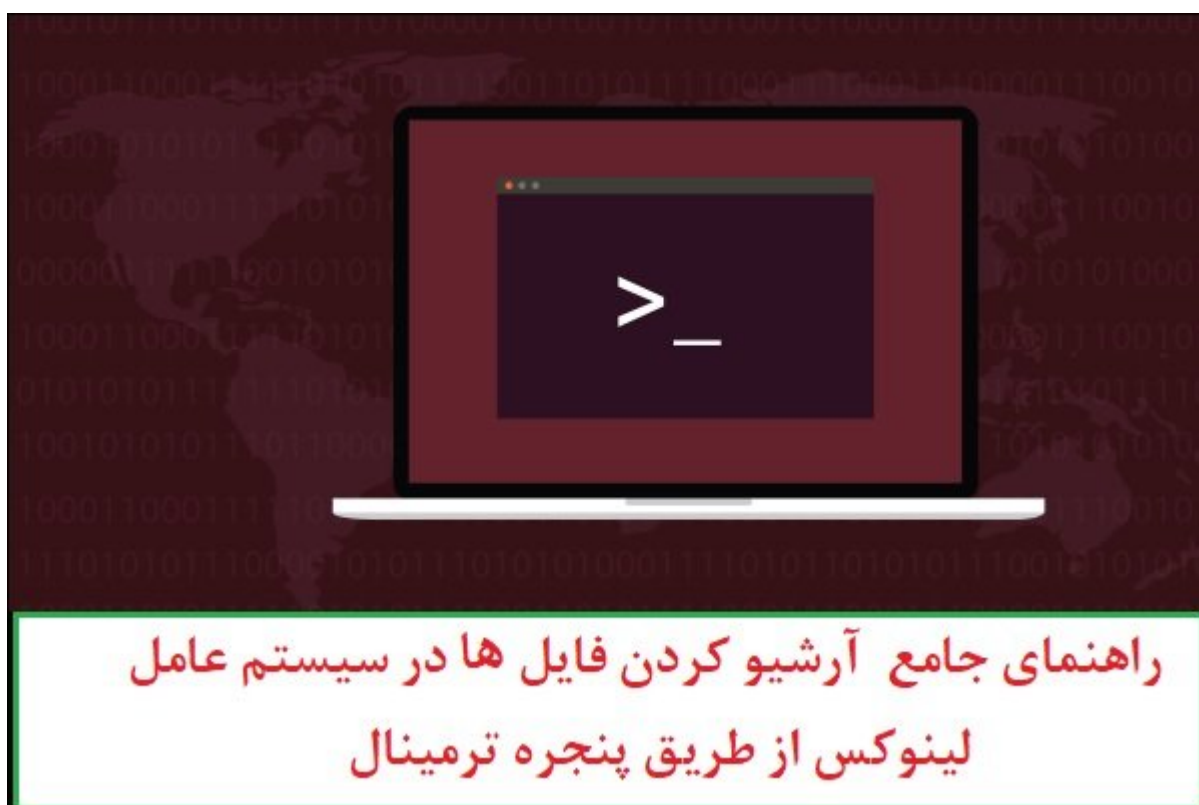 >_
راهنمای جامع آرشیو کردن فایل ها در سیستم عامل
لینوکس از طریق پنجره ترمینال